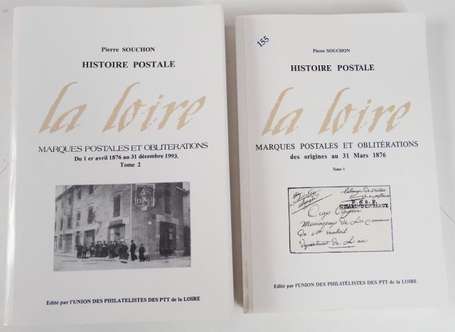 Pierre SOUCHON
HISTOIRE POSTALE
la loire
MARQUES POSTALES ET OBLITERATIONS
Du 1 er avril 1876 au 31 décembre 1993.
Tome 2
Edité par l'UNION DES PHILATELISTES DES PTT de la LOIRE
155
Pierre SOUCHON
HISTOIRE POSTALE
la loire
MARQUES POSTALES ET OBLITÉRATIONS
des origines au 31 Mars 1876
Tome 1
Edité par l'UNION DES PHILATÉLISTES DES PTT de la LOIRE